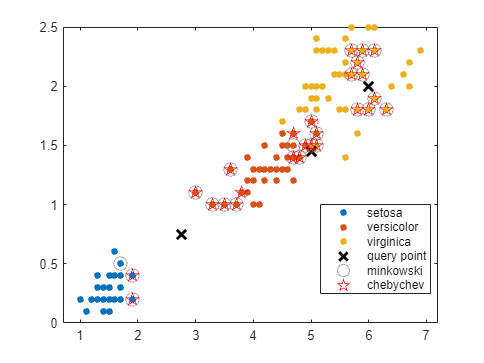 2.5
2
1.5
1
0.5
0
1 2 3 4 5 6 7
setosa
versicolor
virginica
query point
minkowski
chebychev